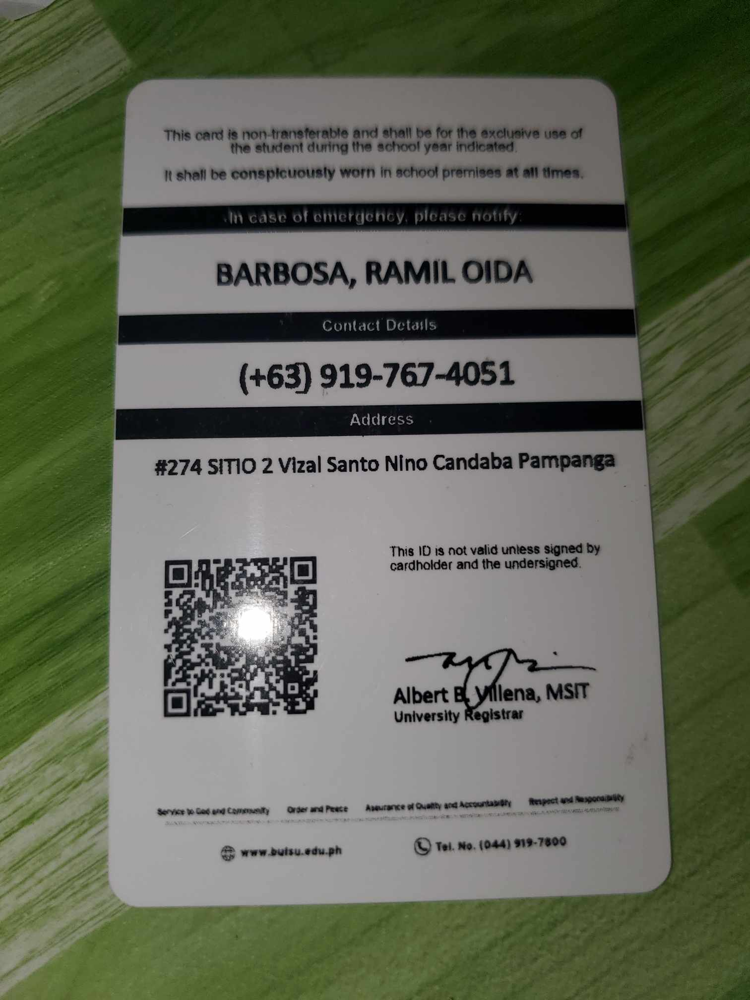 This card is non-transferable and shall be for the exclusive use of
the student during the school year indicated.
It shall be conspicuously worn in school premises at all times.
In case of emergency, please notify:
BARBOSA, RAMIL OIDA
Contact Details
(+63) 919-767-4051
Address
#274 SITIO 2 Vizal Santo Nino Candaba Pampanga
This ID is not valid unless signed by
cardholder and the undersigned.
Albert B. Villena, MSIT
University Registrar
Service to God and Community Order and Peace Assurance of Quality and Accountability Respect and Responsibility
www.bulsu.edu.ph Tel. No. (044) 919-7800